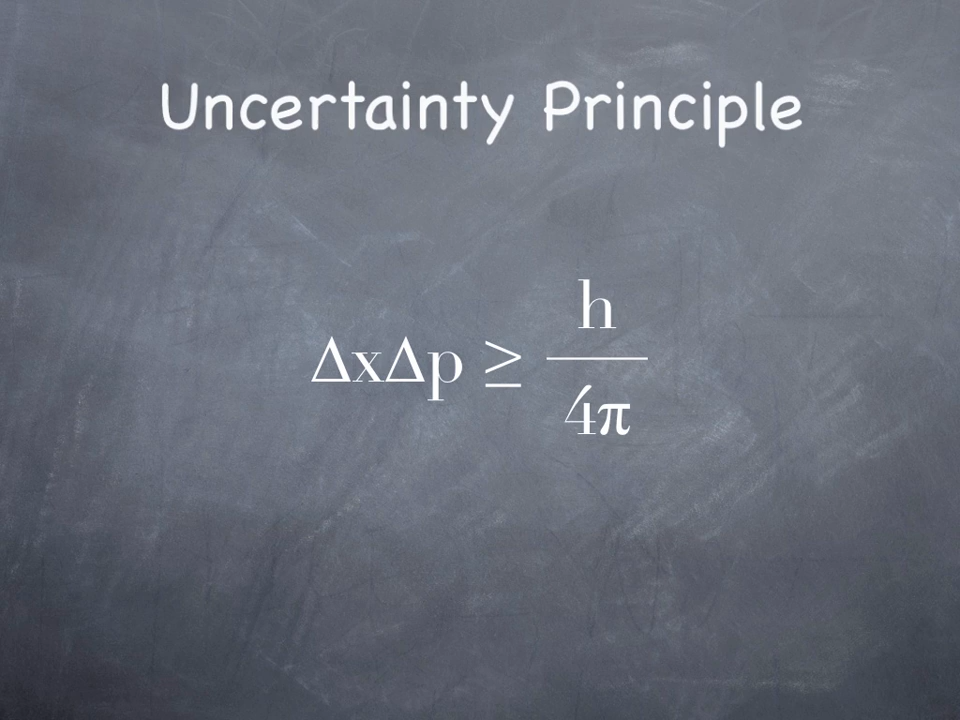 Uncertainty Principle
ΔxΔp ≥ h
4π